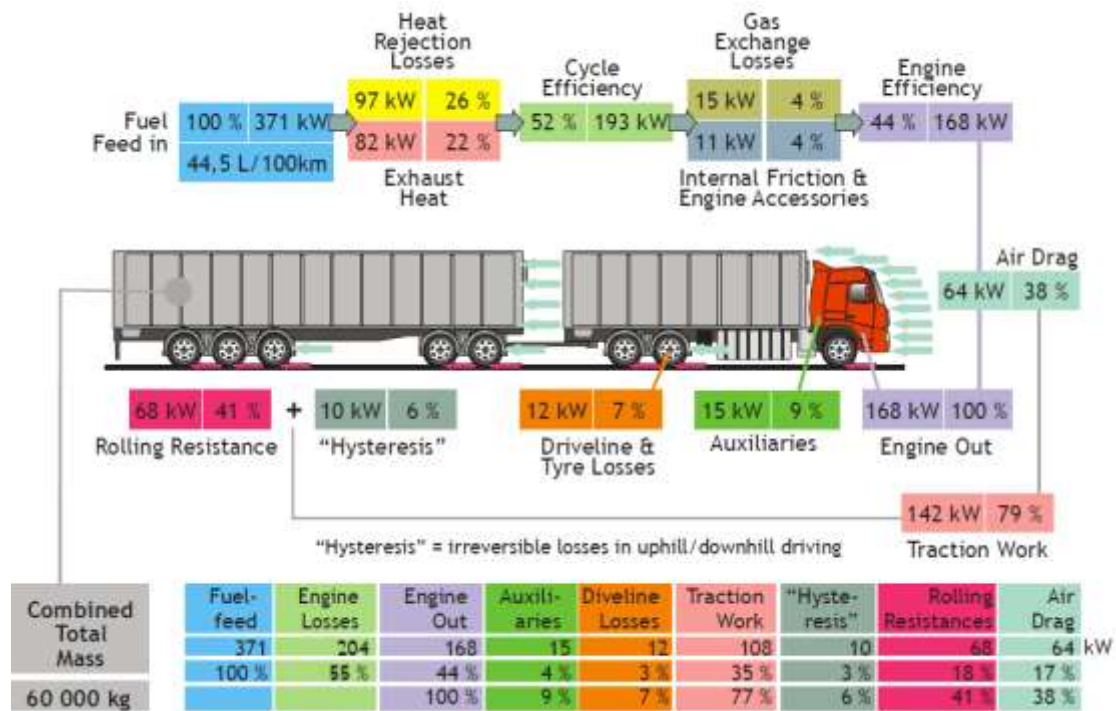 Heat
Rejection
Losses
Gas
Exchange
Losses
Cycle
Efficiency
Engine
Efficiency
Fuel
Feed in
100 % 371 kW
44,5 L/100km
97 kW 26 %
82 kW 22 %
Exhaust
Heat
52 % 193 kW
15 kW 4 %
11 kW 4 %
Internal Friction &
Engine Accessories
44 % 168 kW
Air Drag
64 kW 38 %
68 kW 41 % + 10 kW 6 %
Rolling Resistance
"Hysteresis"
12 kW 7 %
Driveline &
Tyre Losses
15 kW 9 %
Auxiliaries
168 kW 100 %
Engine Out
142 kW 79 %
Traction Work
"Hysteresis" = irreversible losses in uphill/downhill driving
Combined
Total
Mass
60 000 kg
Fuel- Engine Engine Auxili- Diveline Traction "Hyste- Rolling Air
feed Losses Out aries Losses Work resis" Resistances Drag
371 204 168 15 12 108 10 68 64 kW
100 % 55 % 44 % 4 % 3 % 35 % 3 % 18 % 17 %
100 % 9 % 7 % 77 % 6 % 41 % 38 %